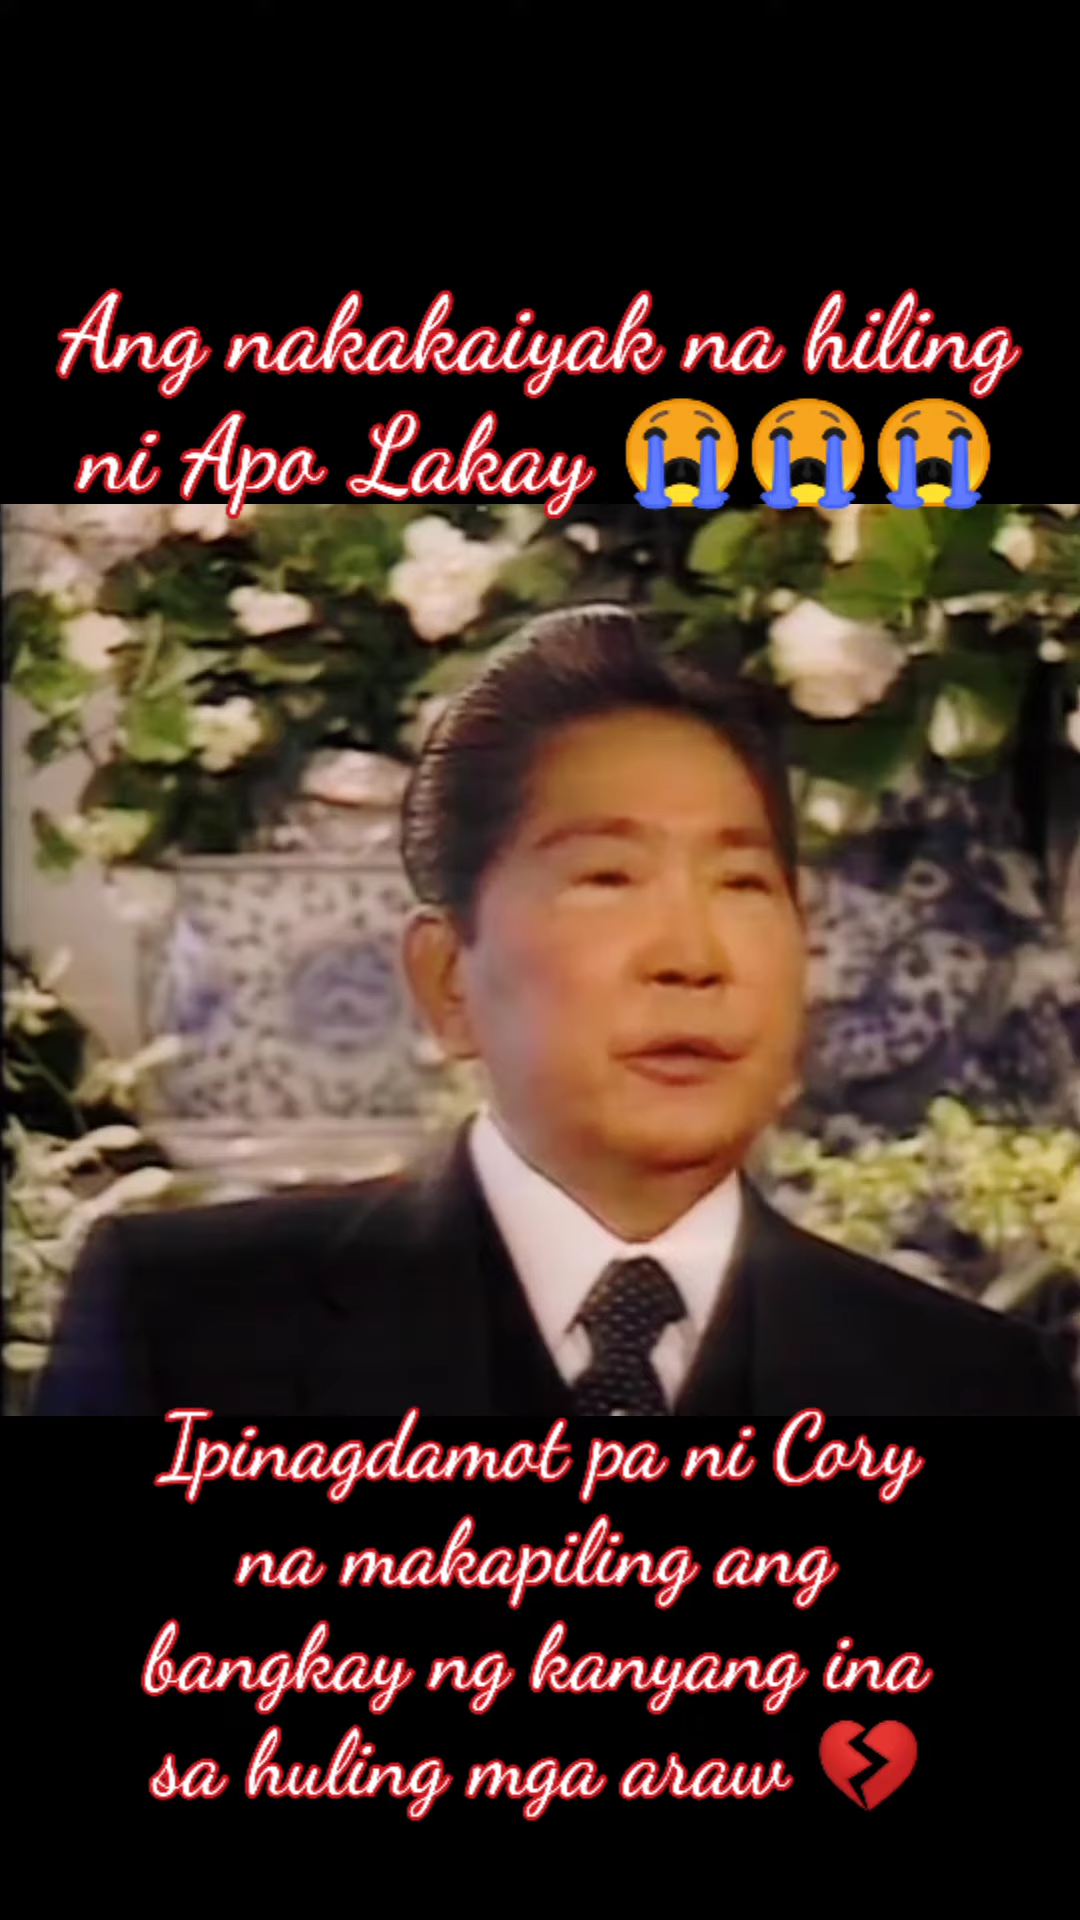 Ang nakakaiyak na hiling
ni Apo Lakay 😭😭😭
Ipinagdamot pa ni Cory
na makapiling ang
bangkay ng kanyang ina
sa huling mga araw 💔